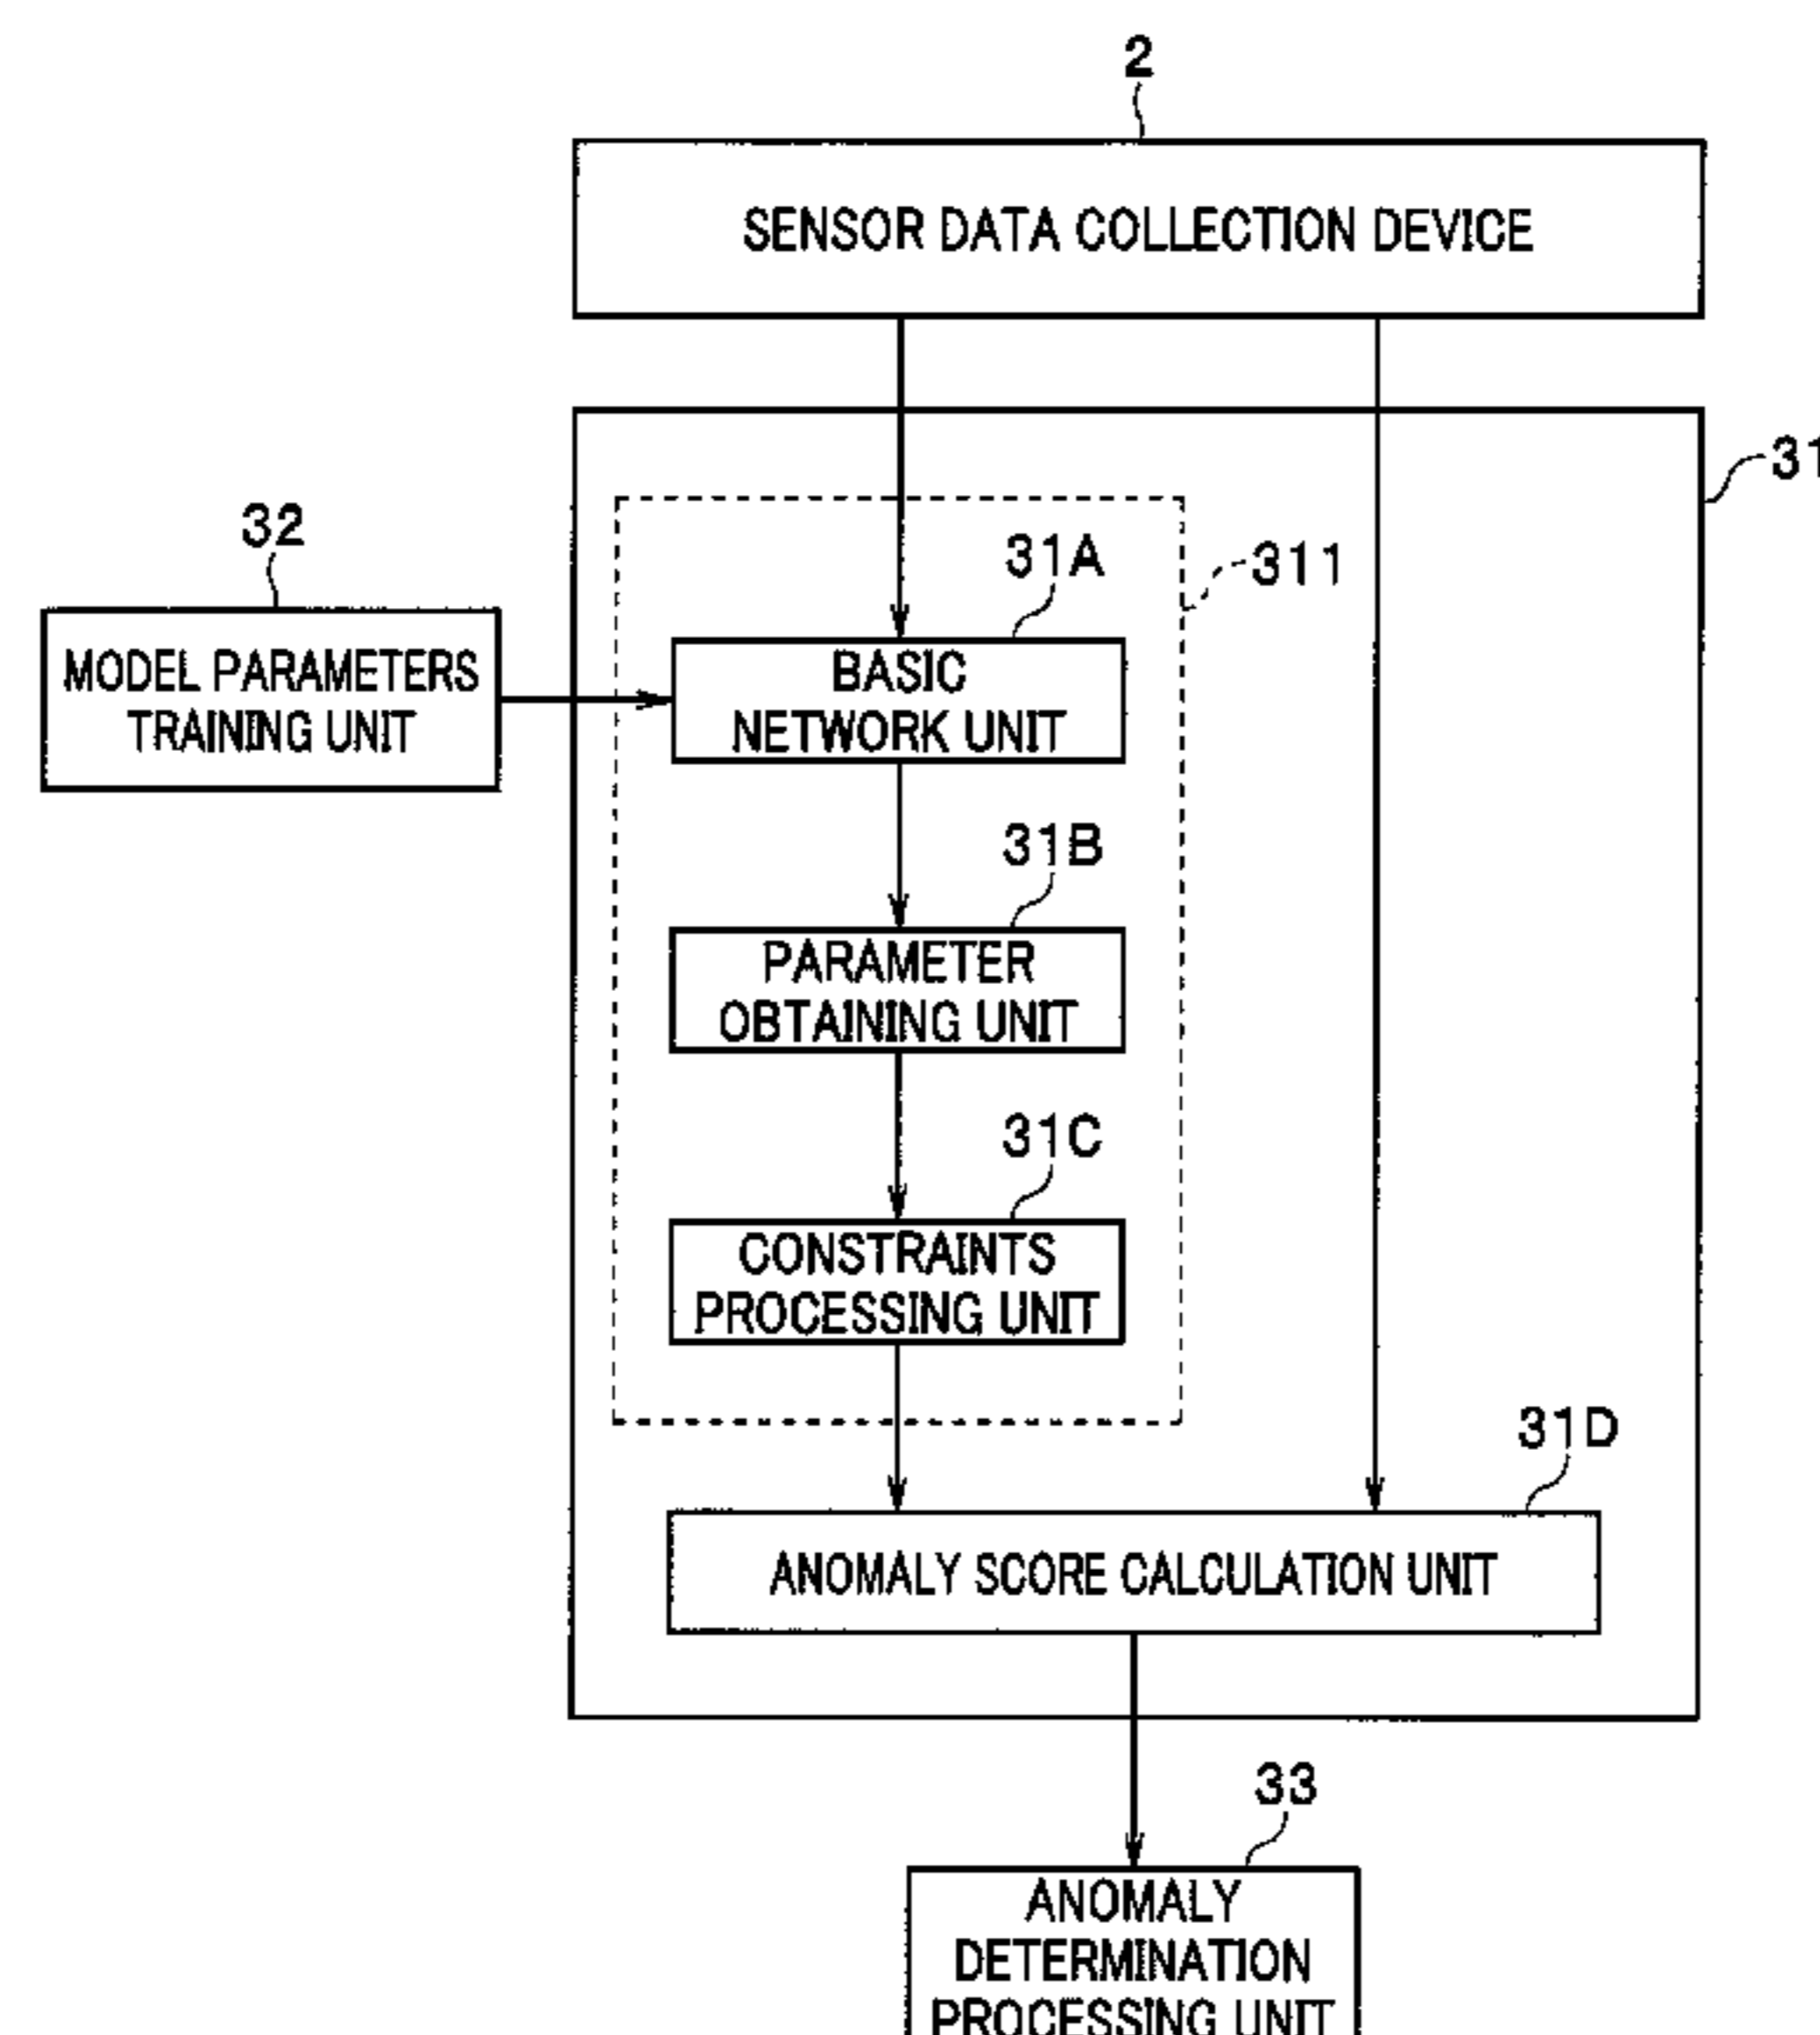 2
SENSOR DATA COLLECTION DEVICE
31
32
31A
311
MODEL PARAMETERS
TRAINING UNIT
BASIC
NETWORK UNIT
31B
PARAMETER
OBTAINING UNIT
31C
CONSTRAINTS
PROCESSING UNIT
31D
ANOMALY SCORE CALCULATION UNIT
33
ANOMALY
DETERMINATION
PROCESSING UNIT